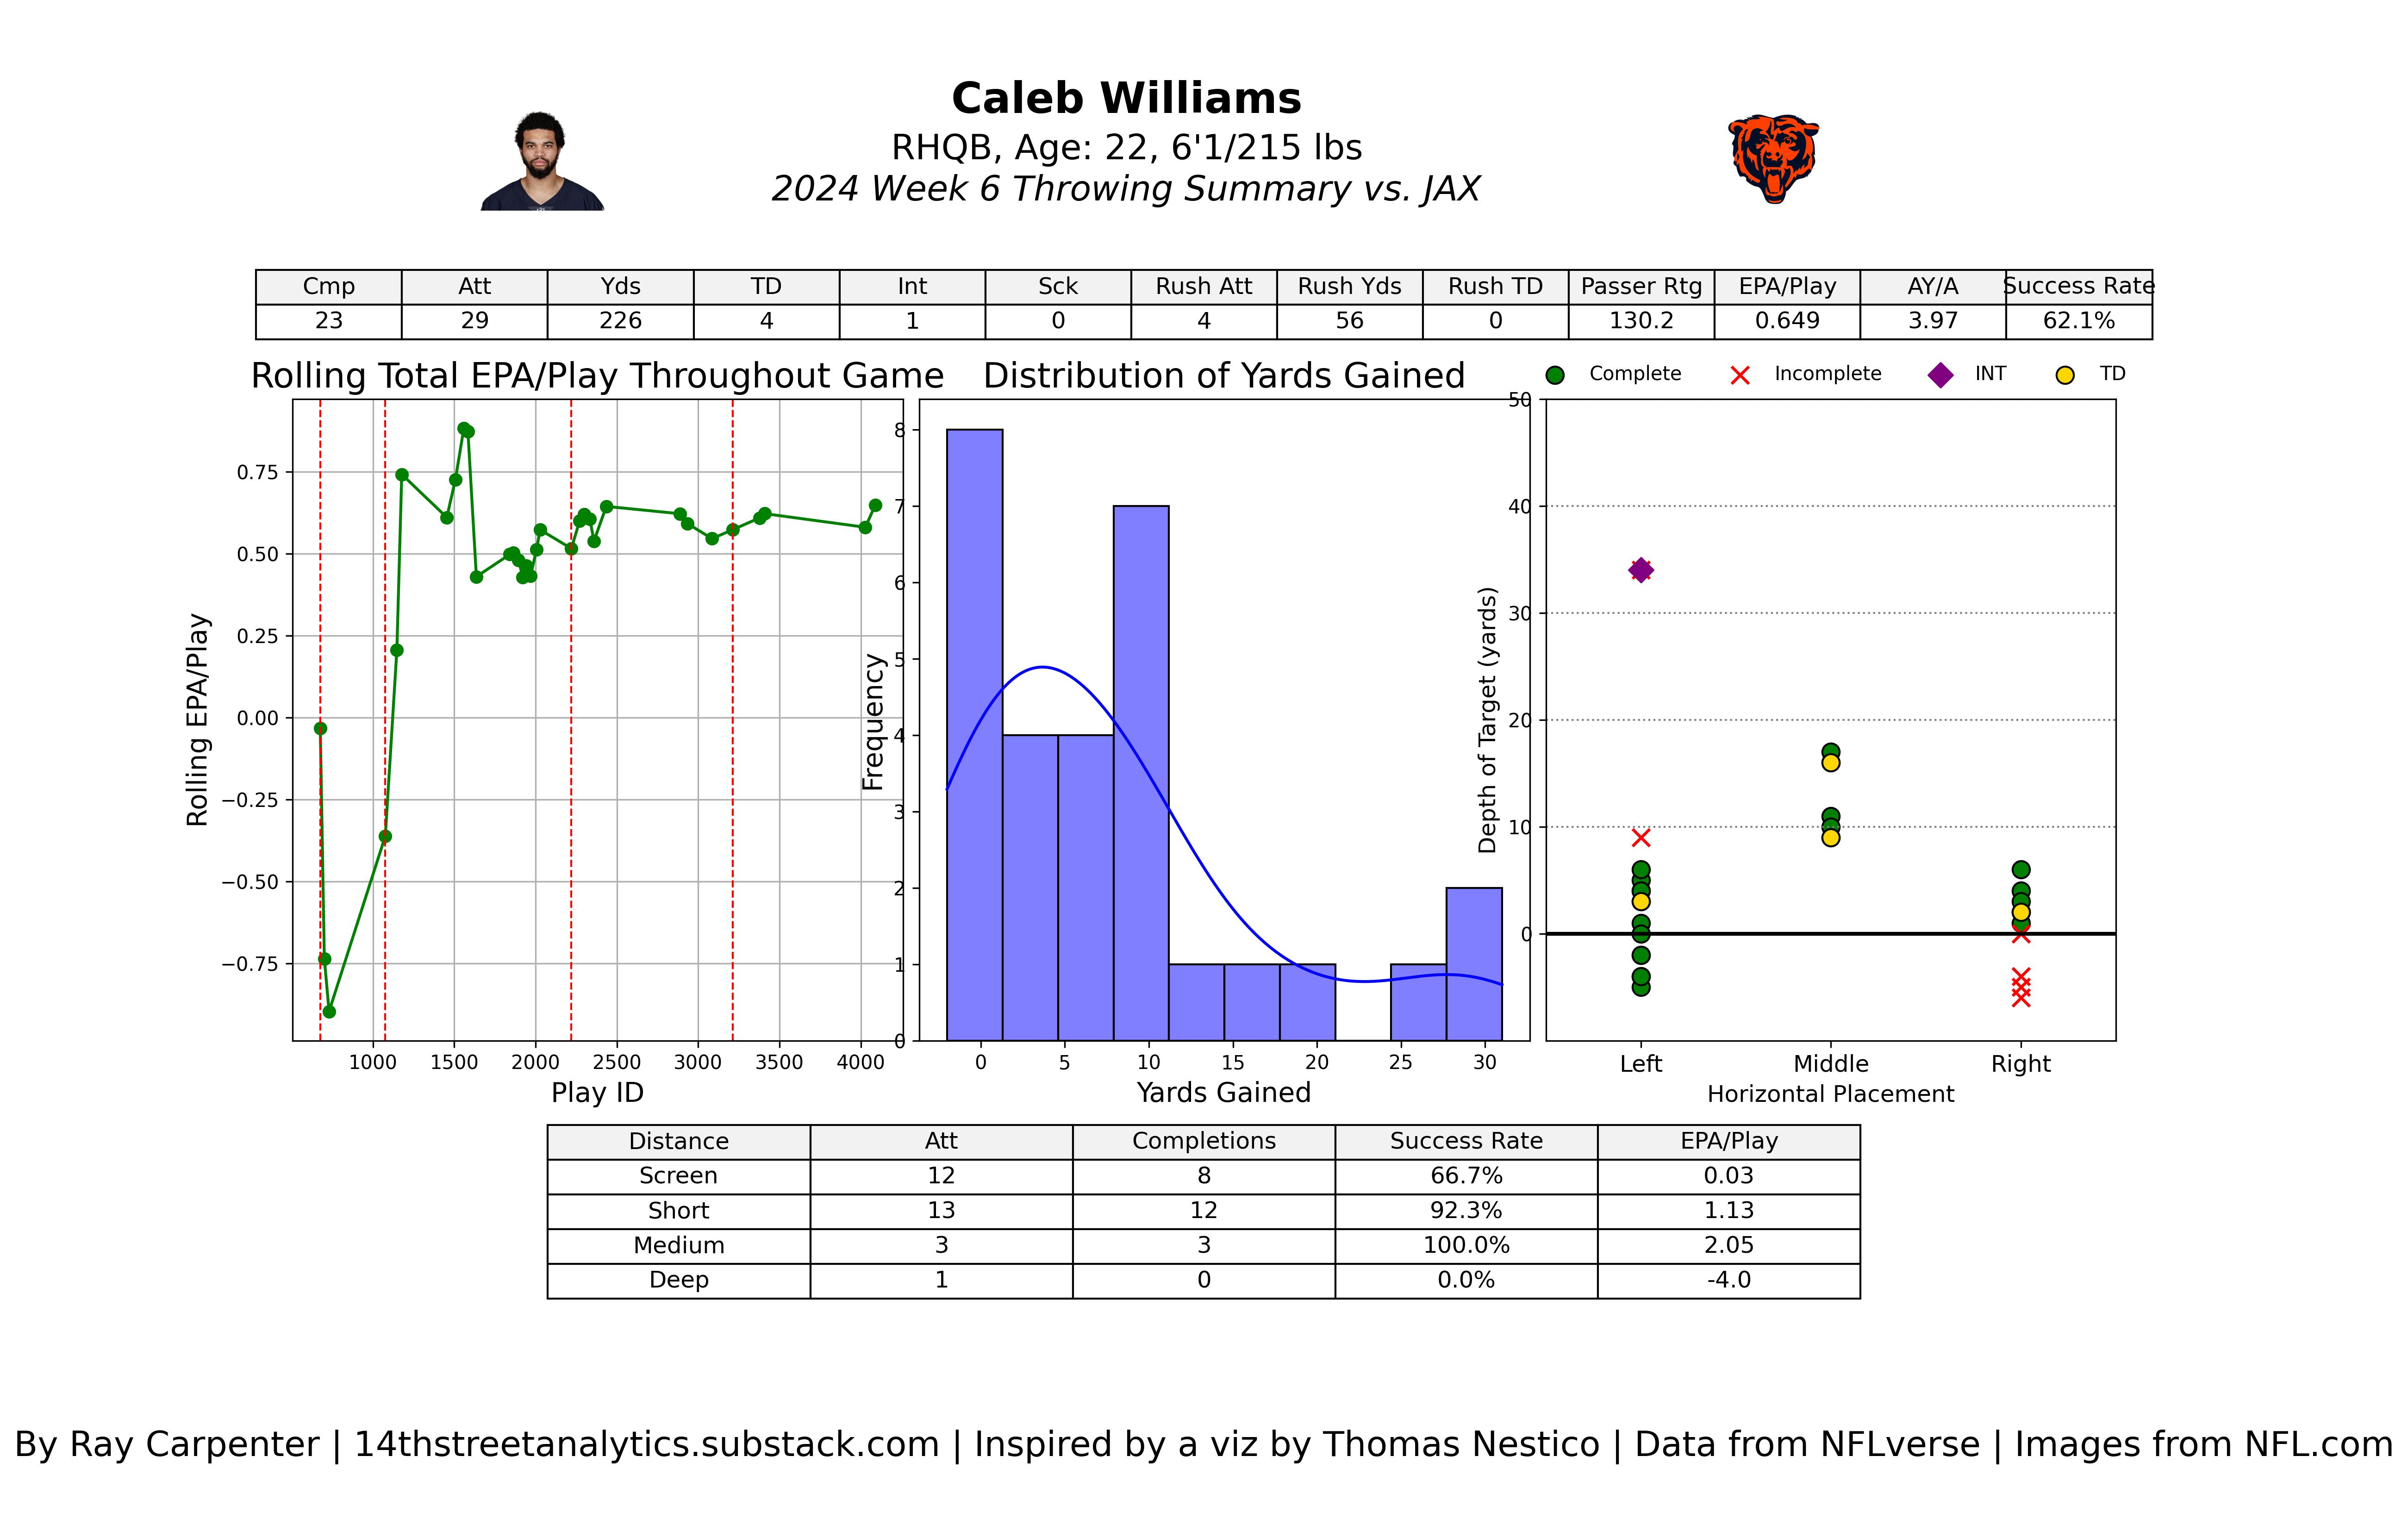 Caleb Williams
RHQB, Age: 22, 6'1/215 lbs
2024 Week 6 Throwing Summary vs. JAX
Cmp Att Yds TD Int Sck Rush Att Rush Yds Rush TD Passer Rtg EPA/Play AY/A Success Rate
23 29 226 4 1 0 4 56 0 130.2 0.649 3.97 62.1%
Rolling Total EPA/Play Throughout Game
Rolling EPA/Play
0.75
0.50
0.25
0.00
−0.25
−0.50
−0.75
1000 1500 2000 2500 3000 3500 4000
Play ID
Distribution of Yards Gained
Frequency
8
7
6
5
4
3
2
1
0
0 5 10 15 20 25 30
Yards Gained
Complete Incomplete INT TD
Depth of Target (yards)
50
40
30
20
10
0
Left Middle Right
Horizontal Placement
Distance Att Completions Success Rate EPA/Play
Screen 12 8 66.7% 0.03
Short 13 12 92.3% 1.13
Medium 3 3 100.0% 2.05
Deep 1 0 0.0% -4.0
By Ray Carpenter | 14thstreetanalytics.substack.com | Inspired by a viz by Thomas Nestico | Data from NFLverse | Images from NFL.com